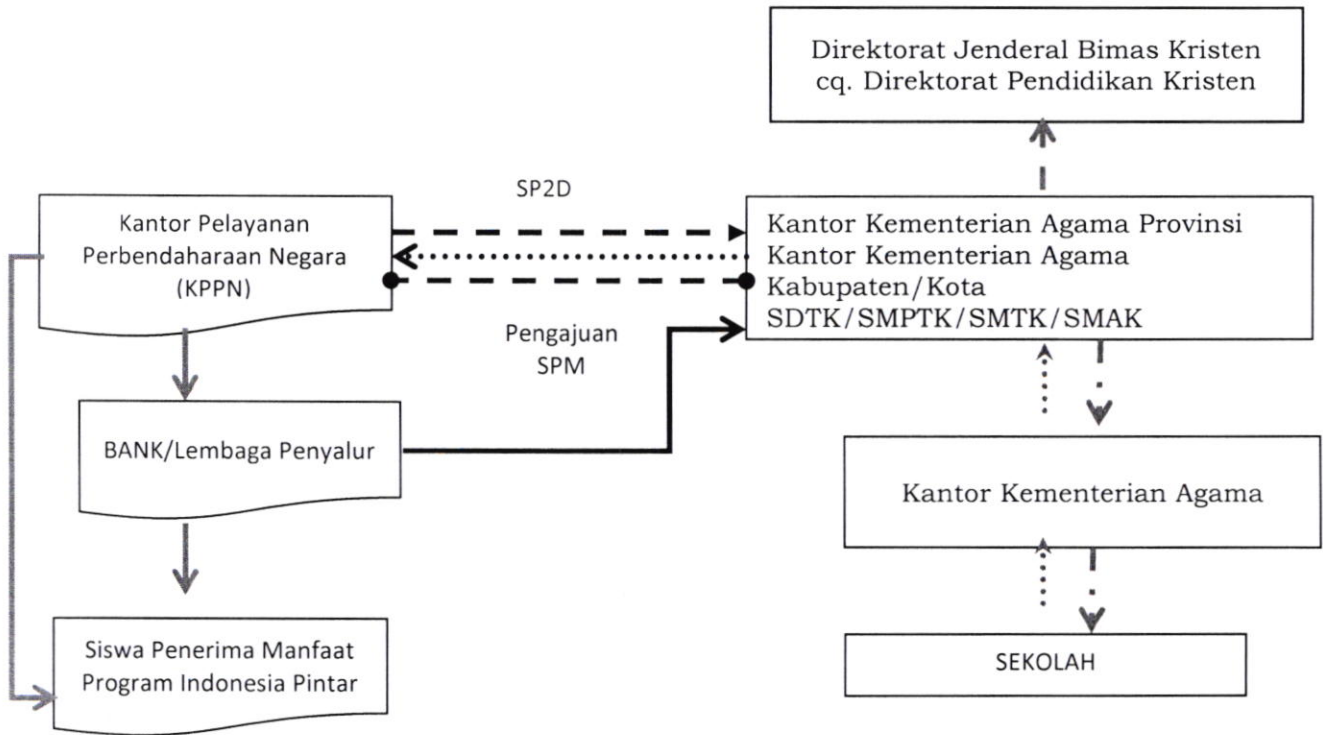 Direktorat Jenderal Bimas Kristen
cq. Direktorat Pendidikan Kristen
SP2D
Kantor Pelayanan
Perbendaharaan Negara
(KPPN)
Kantor Kementerian Agama Provinsi
Kantor Kementerian Agama
Kabupaten/Kota
SDTK/SMPTK/SMTK/SMAK
Pengajuan
SPM
BANK/Lembaga Penyalur
Kantor Kementerian Agama
Siswa Penerima Manfaat
Program Indonesia Pintar
SEKOLAH